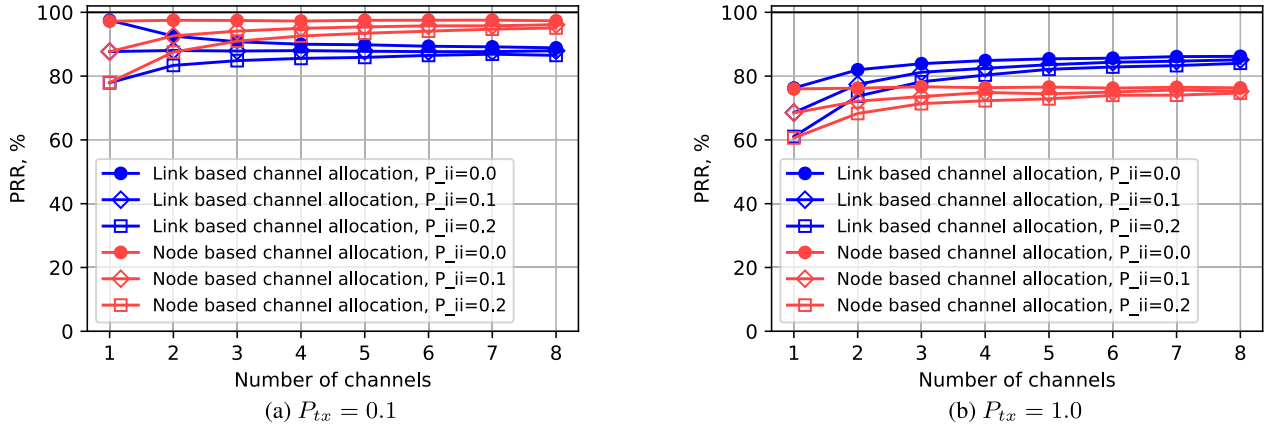 100
80
60
40
20
0
PRR, %
Link based channel allocation, P_ii=0.0
Link based channel allocation, P_ii=0.1
Link based channel allocation, P_ii=0.2
Node based channel allocation, P_ii=0.0
Node based channel allocation, P_ii=0.1
Node based channel allocation, P_ii=0.2
1 2 3 4 5 6 7 8
Number of channels
(a) P_{tx} = 0.1
100
80
60
40
20
0
PRR, %
Link based channel allocation, P_ii=0.0
Link based channel allocation, P_ii=0.1
Link based channel allocation, P_ii=0.2
Node based channel allocation, P_ii=0.0
Node based channel allocation, P_ii=0.1
Node based channel allocation, P_ii=0.2
1 2 3 4 5 6 7 8
Number of channels
(b) P_{tx} = 1.0